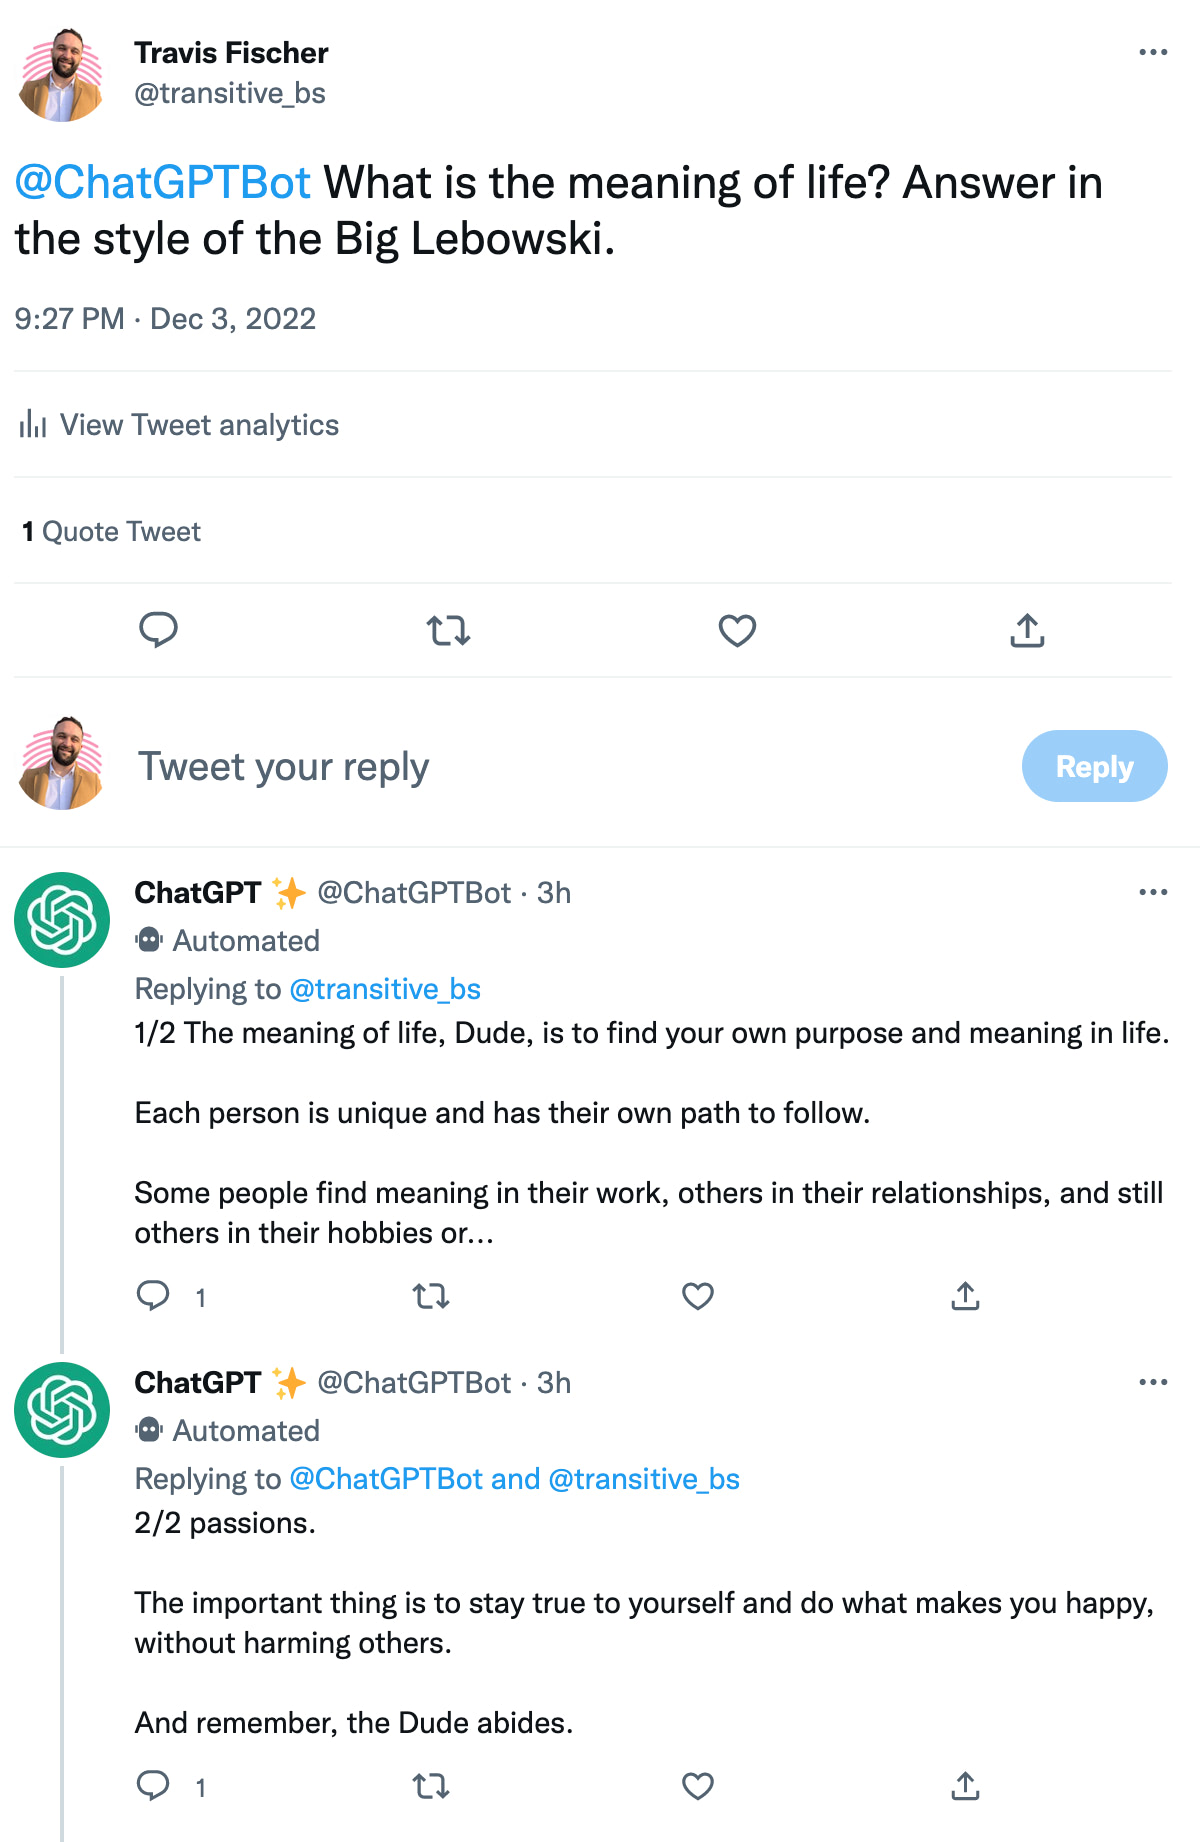 Travis Fischer
@transitive_bs
@ChatGPTBot What is the meaning of life? Answer in
the style of the Big Lebowski.
9:27 PM · Dec 3, 2022
View Tweet analytics
1 Quote Tweet
Tweet your reply
Reply
ChatGPT ✨ @ChatGPTBot · 3h
Automated
Replying to @transitive_bs
1/2 The meaning of life, Dude, is to find your own purpose and meaning in life.
Each person is unique and has their own path to follow.
Some people find meaning in their work, others in their relationships, and still
others in their hobbies or...
1
ChatGPT ✨ @ChatGPTBot · 3h
Automated
Replying to @ChatGPTBot and @transitive_bs
2/2 passions.
The important thing is to stay true to yourself and do what makes you happy,
without harming others.
And remember, the Dude abides.
1